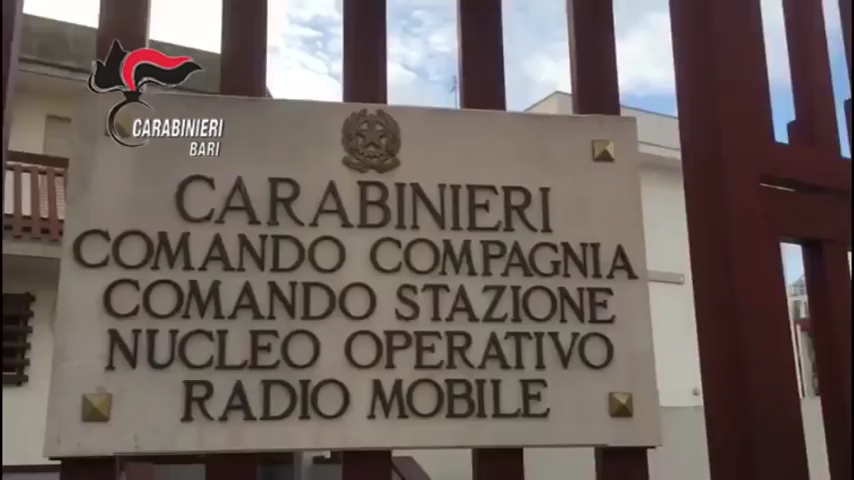 CARABINIERI
BARI
CARABINIERI
COMANDO COMPAGNIA
COMANDO STAZIONE
NUCLEO OPERATIVO
RADIO MOBILE